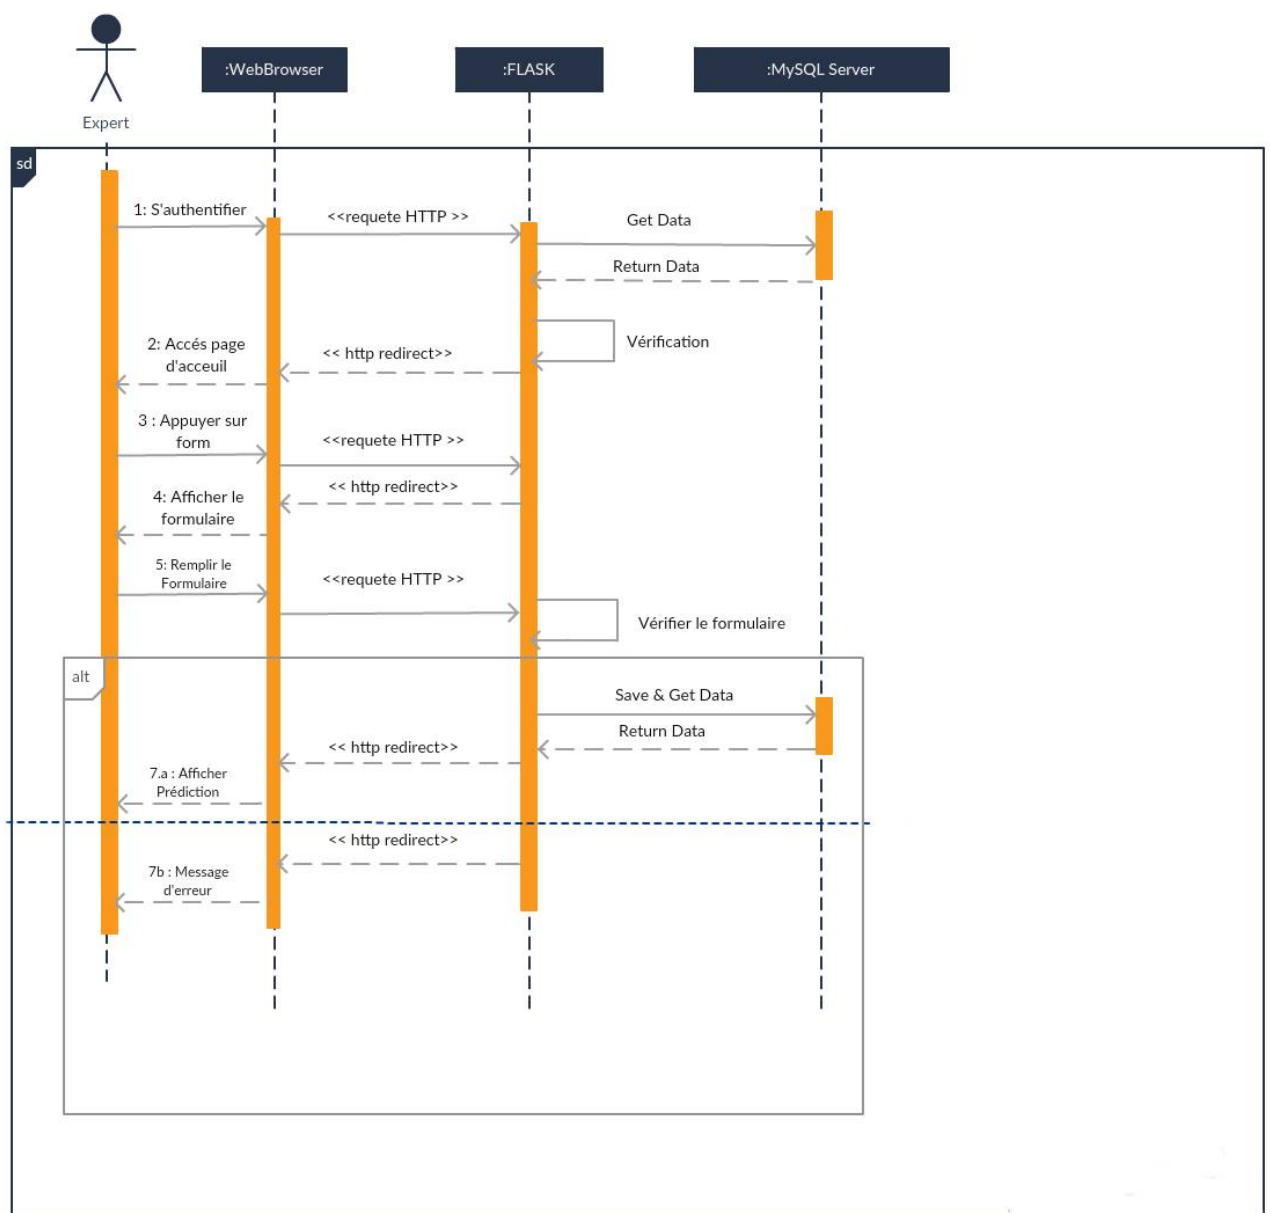 :WebBrowser
:FLASK
:MySQL Server
Expert
sd
1: S'authentifier
<<requete HTTP >>
Get Data
Return Data
Vérification
2: Accés page
d'acceuil
<< http redirect>>
3 : Appuyer sur
form
<<requete HTTP >>
<< http redirect>>
4: Afficher le
formulaire
5: Remplir le
Formulaire
<<requete HTTP >>
Vérifier le formulaire
alt
Save & Get Data
Return Data
<< http redirect>>
7.a : Afficher
Prédiction
<< http redirect>>
7b : Message
d'erreur